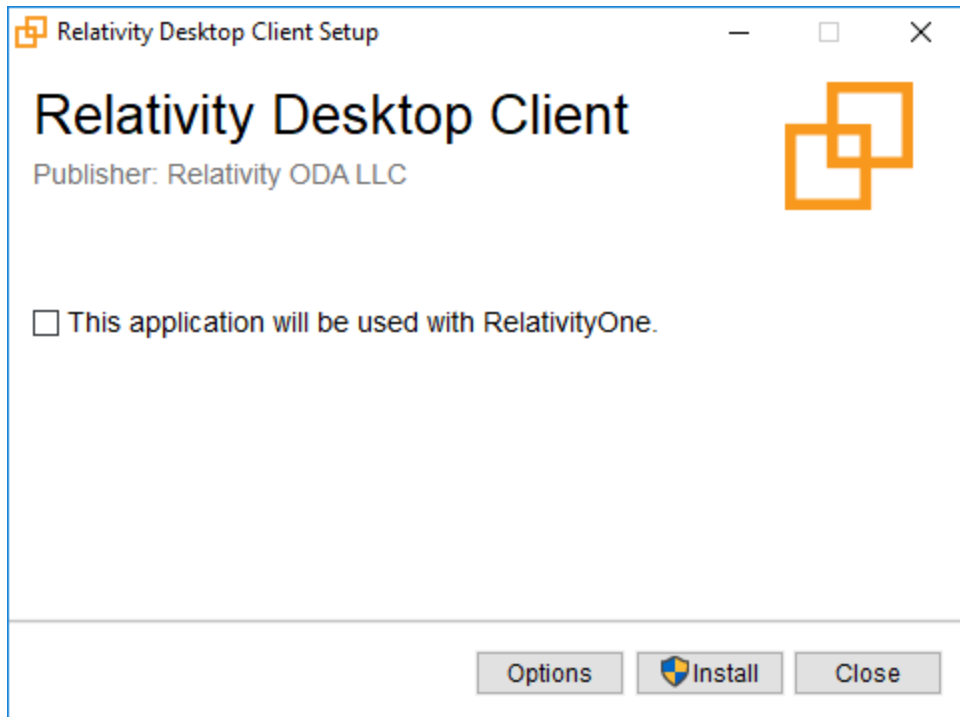 Relativity Desktop Client Setup
Relativity Desktop Client
Publisher: Relativity ODA LLC
This application will be used with RelativityOne.
Options Install Close